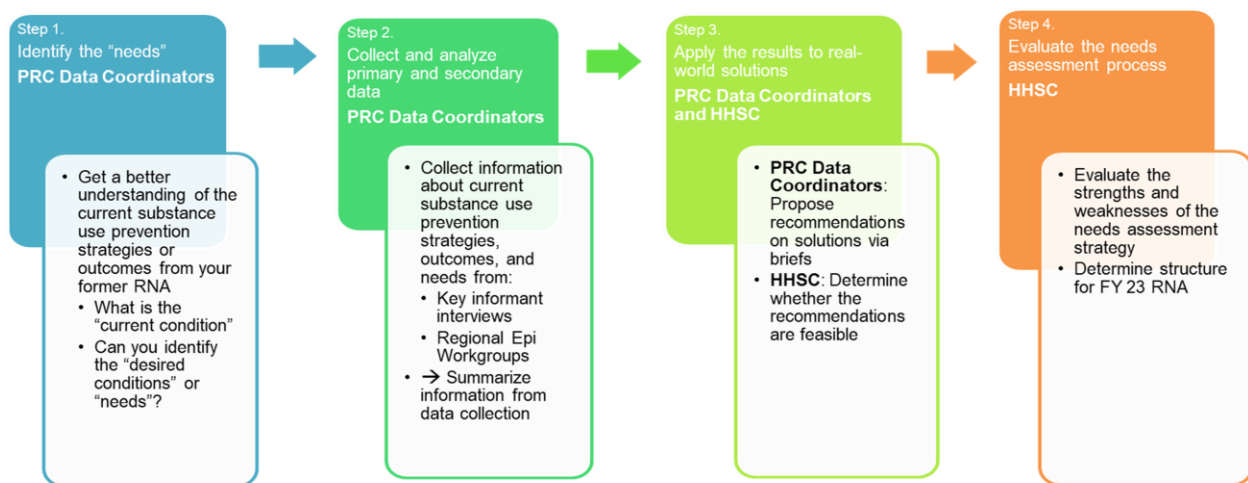 Step 1.
Identify the “needs”
PRC Data Coordinators
• Get a better
understanding of the
current substance
use prevention
strategies or
outcomes from your
former RNA
• What is the
“current condition”
• Can you identify
the “desired
conditions” or
“needs”?
Step 2.
Collect and analyze
primary and secondary
data
PRC Data Coordinators
• Collect information
about current
substance use
prevention
strategies,
outcomes, and
needs from:
• Key informant
interviews
• Regional Epi
Workgroups
• → Summarize
information from
data collection
Step 3.
Apply the results to real-
world solutions
PRC Data Coordinators
and HHSC
• PRC Data
Coordinators:
Propose
recommendations
on solutions via
briefs
• HHSC: Determine
whether the
recommendations
are feasible
Step 4.
Evaluate the needs
assessment process
HHSC
• Evaluate the
strengths and
weaknesses of the
needs assessment
strategy
• Determine structure
for FY 23 RNA